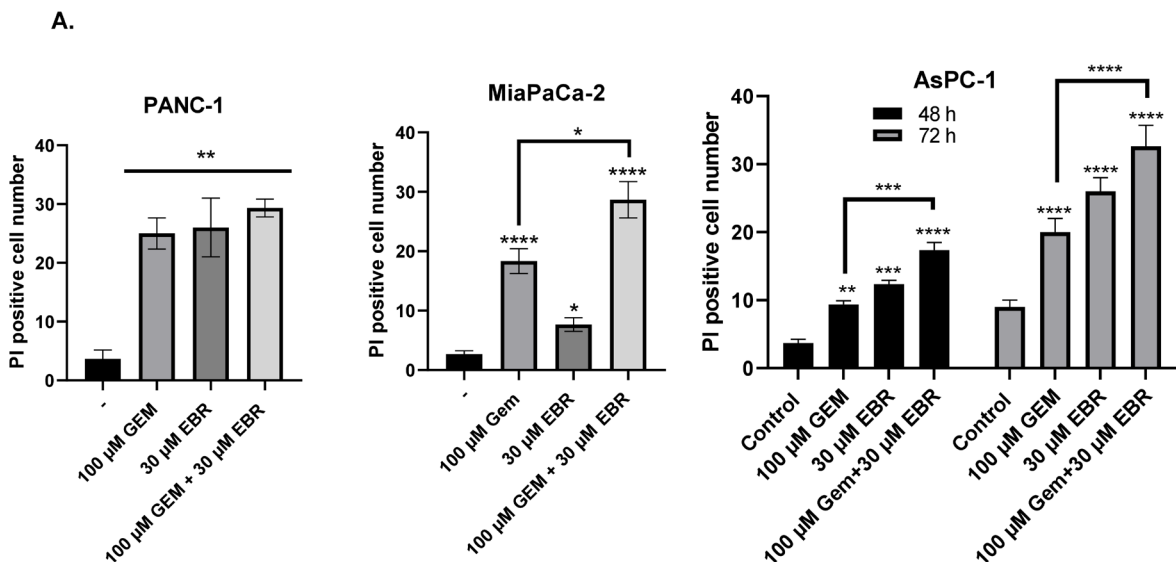 A.
PANC-1
PI positive cell number
40
30
20
10
0
**
-
100 µM GEM
30 µM EBR
100 µM GEM + 30 µM EBR
MiaPaCa-2
PI positive cell number
40
30
20
10
0
*
****
*
****
-
100 µM Gem
30 µM EBR
100 µM GEM + 30 µM EBR
AsPC-1
48 h
72 h
PI positive cell number
40
30
20
10
0
***
**
***
****
****
****
****
****
Control
100 µM GEM
30 µM EBR
100 µM Gem+30 µM EBR
Control
100 µM GEM
30 µM EBR
100 µM Gem+30 µM EBR